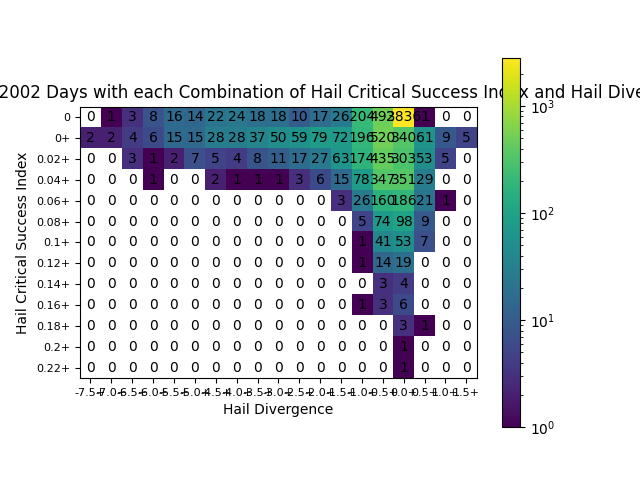 2002 Days with each Combination of Hail Critical Success Index and Hail Dive
Hail Critical Success Index
0 0 1 3 8 16 14 22 24 18 18 10 17 26 204 492 1 0 0
0+ 2 2 4 6 15 15 28 28 37 50 59 79 72 196 520 61 9 5
0.02+ 0 0 3 1 2 7 5 4 8 11 17 27 63 174 435 303 53 5 0
0.04+ 0 0 0 1 0 0 2 1 1 1 3 6 15 78 347 351 29 0 0
0.06+ 0 0 0 0 0 0 0 0 0 0 0 0 3 26 160 186 21 1 0
0.08+ 0 0 0 0 0 0 0 0 0 0 0 0 0 5 74 98 9 0 0
0.1+ 0 0 0 0 0 0 0 0 0 0 0 0 0 1 41 53 7 0 0
0.12+ 0 0 0 0 0 0 0 0 0 0 0 0 0 1 14 19 0 0 0
0.14+ 0 0 0 0 0 0 0 0 0 0 0 0 0 0 3 4 0 0 0
0.16+ 0 0 0 0 0 0 0 0 0 0 0 0 0 1 3 6 0 0 0
0.18+ 0 0 0 0 0 0 0 0 0 0 0 0 0 0 0 3 1 0 0
0.2+ 0 0 0 0 0 0 0 0 0 0 0 0 0 0 0 1 0 0 0
0.22+ 0 0 0 0 0 0 0 0 0 0 0 0 0 0 0 1 0 0 0
-7.5+ -7.0+ -6.5+ -6.0+ -5.5+ -5.0+ -4.5+ -4.0+ -3.5+ -3.0+ -2.5+ -2.0+ -1.5+ -1.0+ -0.5+ 0.0+ 0.5+ 1.0+ 1.5+
Hail Divergence
10³
10²
10¹
10⁰